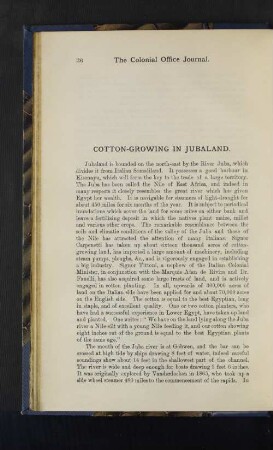 36 The Colonial Office Journal.
COTTON-GROWING IN JUBALAND.
Jubaland is bounded on the north-east by the River Juba, which
divides it from Italian Somaliland. It possesses a good harbour in
Kismayu, which will form the key to the trade of a large territory.
The Juba has been called the Nile of East Africa, and indeed in
many respects it closely resembles the great river which has given
Egypt her wealth. It is navigable for steamers of light-draught for
about 450 miles for six months of the year. It is subject to periodical
inundations which cover the land for some miles on either bank and
leave a fertilising deposit in which the natives plant maize, millet
and various other crops. The remarkable resemblance between the
soils and climatic conditions of the valley of the Juba and those of
the Nile has attracted the attention of many Italians. Signor
Carpanetti has taken up about sixteen thousand acres of cotton-
growing land, has imported a large amount of machinery, including
steam pumps, ploughs, &c., and is vigorously engaged in establishing
a big industry. Signor a nephew of the Italian Colonial
Minister, in conjunction with the Marquis and Dr.
has also acquired some large tracts of land, and is actively
engaged in cotton planting. In all, upwards of 100,000 acres of
land on the Italian side have been applied for and about 70,000 acres
on the English side. The cotton is equal to the best Egyptian, long
in staple, and of excellent quality. One or two cotton planters, who
have had a successful experience in Lower Egypt, have taken up land
and planted. One writes: "We have on the land lying along the Juba
river a Nile silt with a young Nile feeding it, and our cotton showing
eight inches out of the ground is equal to the best Egyptian plants
of the same age."
The mouth of the Juba river is at Gobwen, and the bar can be
crossed at high tide by ships drawing 8 feet of water, indeed careful
soundings show about 14 feet in the shallowest part of the channel.
The river is wide and deep enough for boats drawing 2 feet 6 inches.
It was originally explored by Vanderdecken in 1865, who took up a
side wheel steamer 480 miles to the commencement of the rapids. In